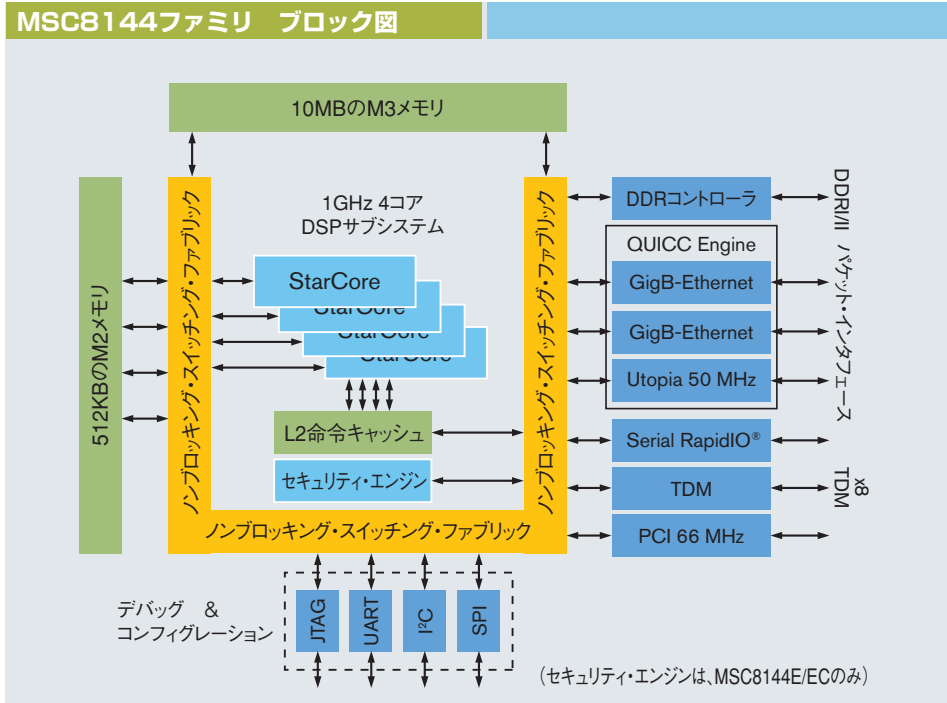 MSC8144ファミリ ブロック図
10MBのM3メモリ
512KBのM2メモリ
ノンブロッキング・スイッチング・ファブリック
1GHz 4コア
DSPサブシステム
StarCore
StarCore
StarCore
StarCore
L2命令キャッシュ
セキュリティ・エンジン
ノンブロッキング・スイッチング・ファブリック
ノンブロッキング・スイッチング・ファブリック
DDRコントローラ
QUICC Engine
GigB-Ethernet
GigB-Ethernet
Utopia 50 MHz
Serial RapidIO®
TDM
PCI 66 MHz
DDRI/II
パケット・インタフェース
x8
TDM
デバッグ &
コンフィグレーション
JTAG
UART
I²C
SPI
(セキュリティ・エンジンは、MSC8144E/ECのみ)